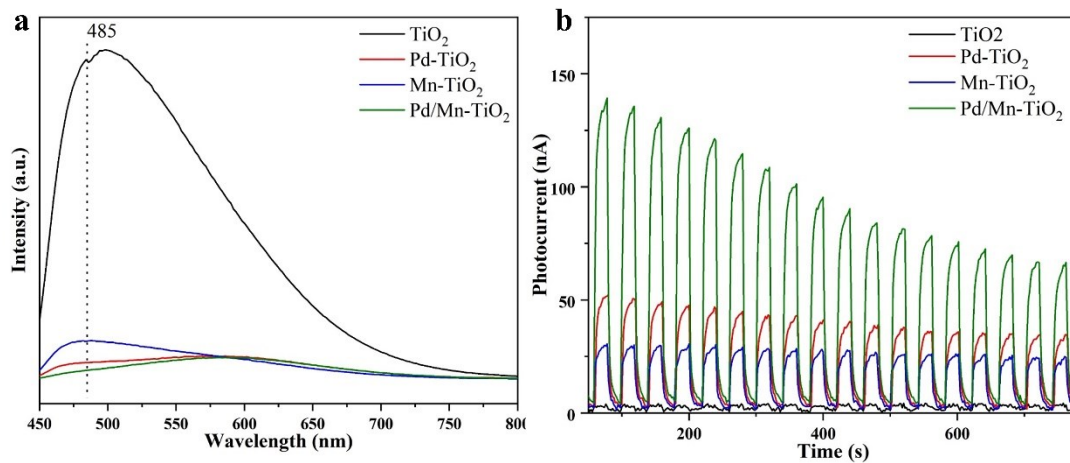 a
485
TiO₂
Pd-TiO₂
Mn-TiO₂
Pd/Mn-TiO₂
Intensity (a.u.)
450 500 550 600 650 700 750 800
Wavelength (nm)
b
TiO2
Pd-TiO₂
Mn-TiO₂
Pd/Mn-TiO₂
150
100
50
0
Photocurrent (nA)
200 400 600
Time (s)